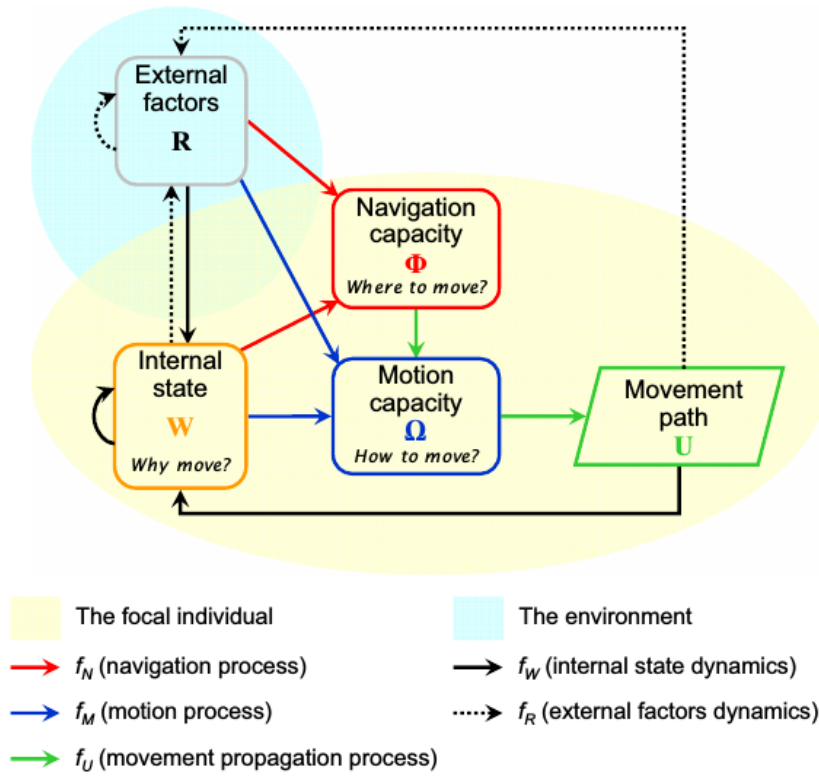 External
factors
R
Navigation
capacity
Φ
Where to move?
Internal
state
W
Why move?
Motion
capacity
Ω
How to move?
Movement
path
U
The focal individual
The environment
f_N (navigation process)
f_W (internal state dynamics)
f_M (motion process)
f_R (external factors dynamics)
f_U (movement propagation process)